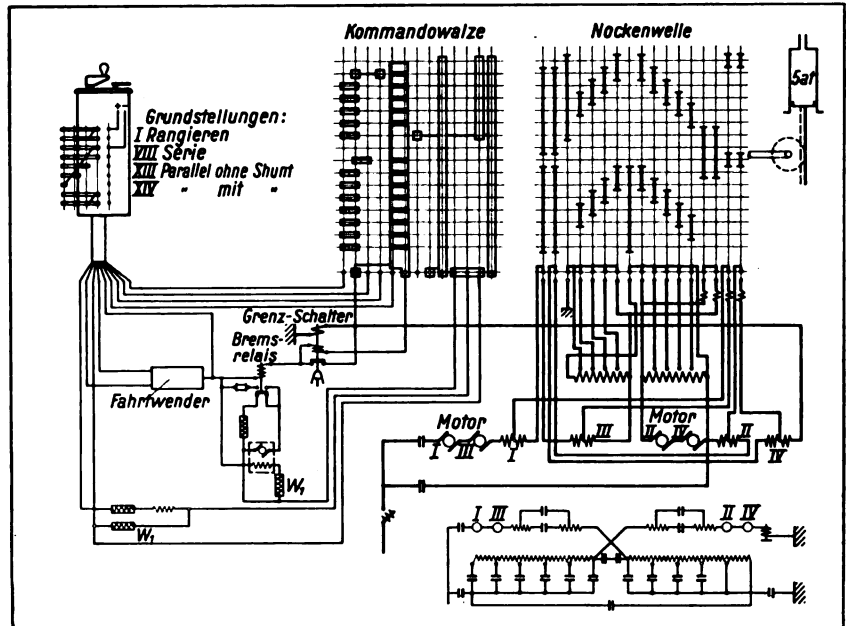 Kommandowalze
Nockenwelle
5at
Grundstellungen:
I Rangieren
VIII Serie
XIII Parallel ohne Shunt
XIV " mit "
Grenz-Schalter
Brems-
relais
Fahrtwender
W1
W1
Motor
I III I
III
Motor
II IV II
IV
I III
II IV